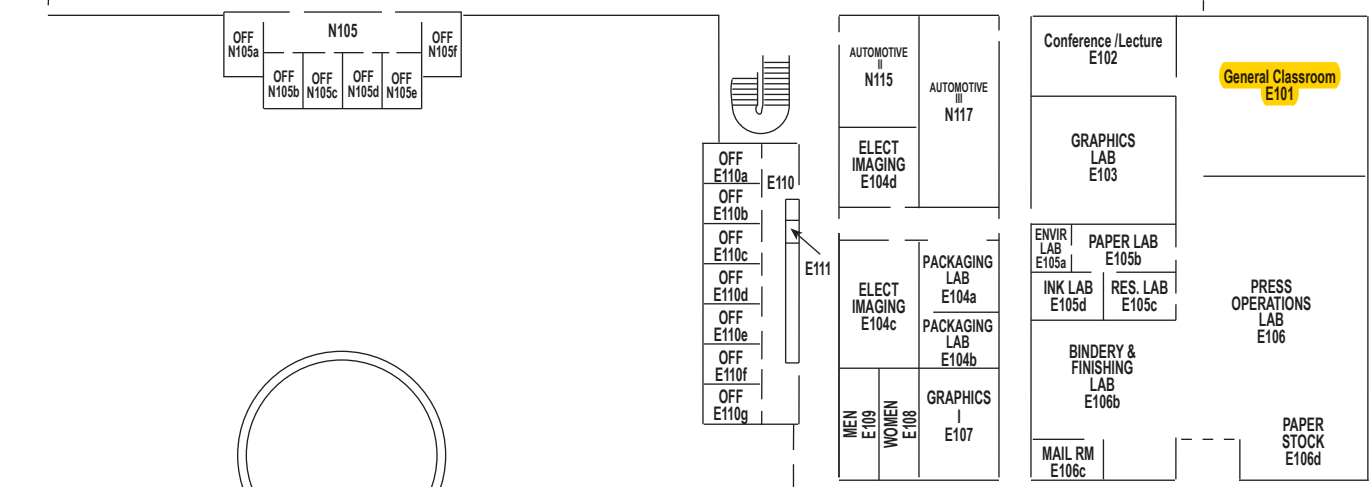 OFF
N105a
N105
OFF
N105f
OFF
N105b
OFF
N105c
OFF
N105d
OFF
N105e
AUTOMOTIVE
II
N115
AUTOMOTIVE
III
N117
ELECT
IMAGING
E104d
Conference /Lecture
E102
General Classroom
E101
GRAPHICS
LAB
E103
OFF
E110a
E110
OFF
E110b
OFF
E110c
OFF
E110d
OFF
E110e
OFF
E110f
OFF
E110g
E111
ELECT
IMAGING
E104c
PACKAGING
LAB
E104a
PACKAGING
LAB
E104b
MEN
E109
WOMEN
E108
GRAPHICS
I
E107
ENVIR
LAB
E105a
PAPER LAB
E105b
INK LAB
E105d
RES. LAB
E105c
PRESS
OPERATIONS
LAB
E106
BINDERY &
FINISHING
LAB
E106b
MAIL RM
E106c
PAPER
STOCK
E106d